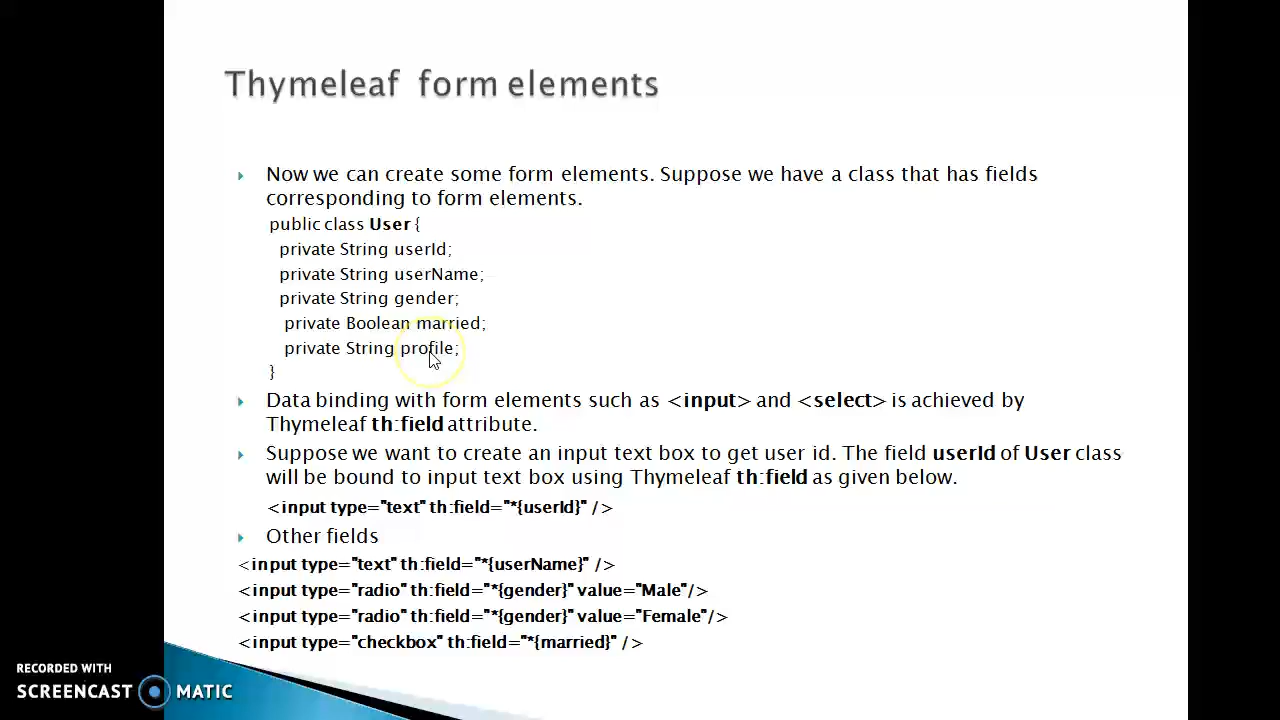 Thymeleaf form elements
Now we can create some form elements. Suppose we have a class that has fields
corresponding to form elements.
public class User {
private String userId;
private String userName;
private String gender;
private Boolean married;
private String profile;
}
Data binding with form elements such as <input> and <select> is achieved by
Thymeleaf th:field attribute.
Suppose we want to create an input text box to get user id. The field userId of User class
will be bound to input text box using Thymeleaf th:field as given below.
<input type="text" th:field="*{userId}" />
Other fields
<input type="text" th:field="*{userName}" />
<input type="radio" th:field="*{gender}" value="Male"/>
<input type="radio" th:field="*{gender}" value="Female"/>
<input type="checkbox" th:field="*{married}" />
RECORDED WITH
SCREENCAST MATIC